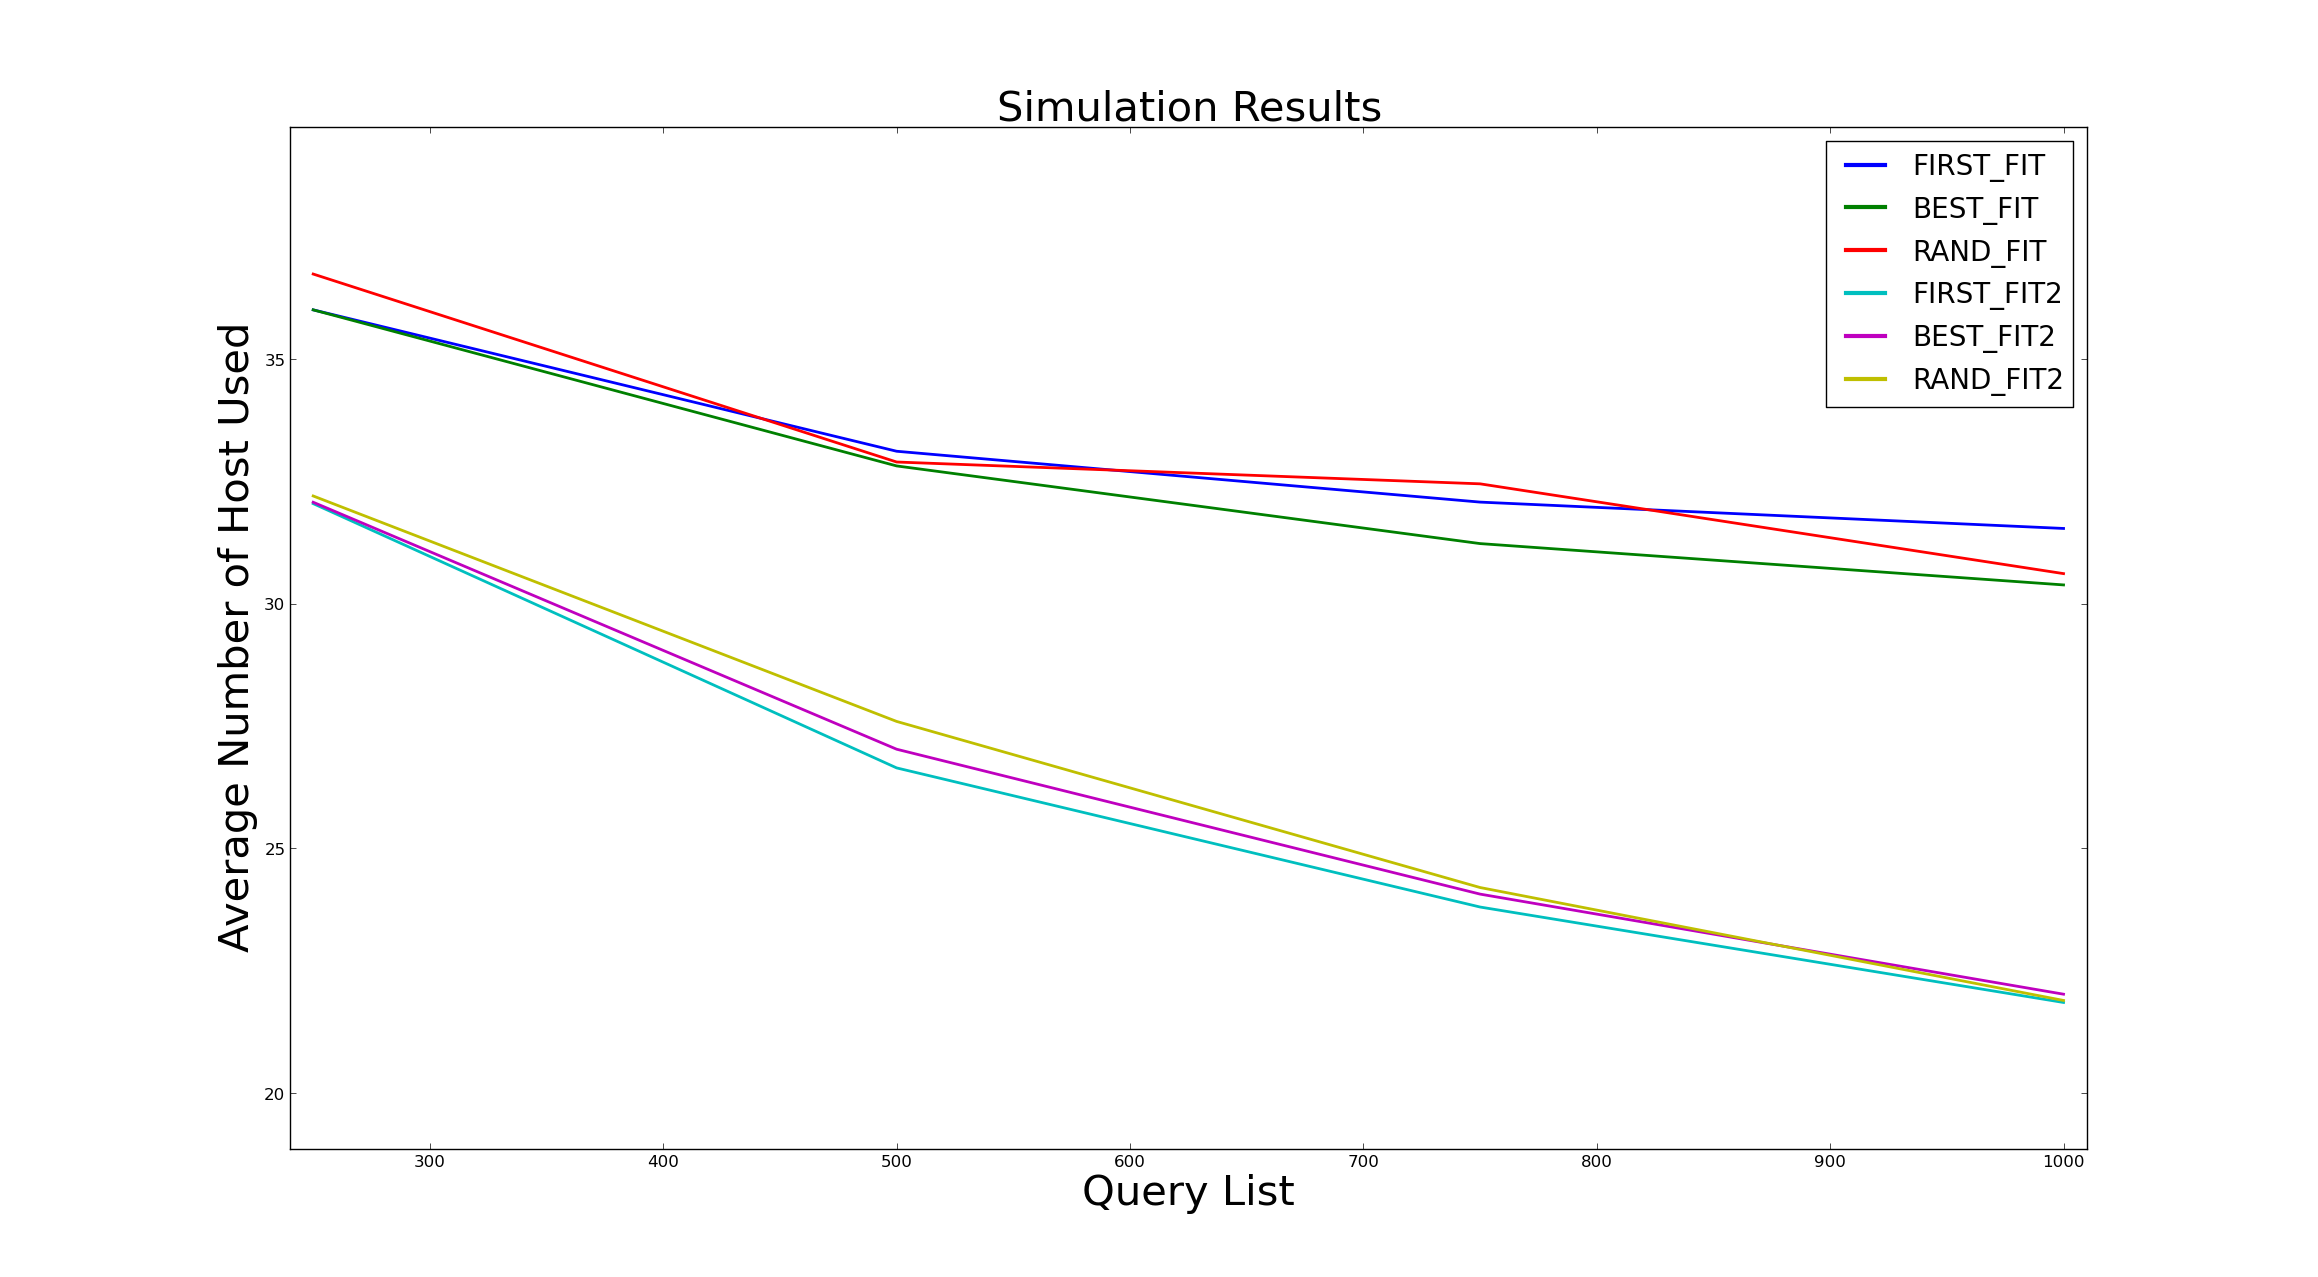 Simulation Results
FIRST_FIT
BEST_FIT
RAND_FIT
FIRST_FIT2
BEST_FIT2
RAND_FIT2
Average Number of Host Used
35
30
25
20
300 400 500 600 700 800 900 1000
Query List